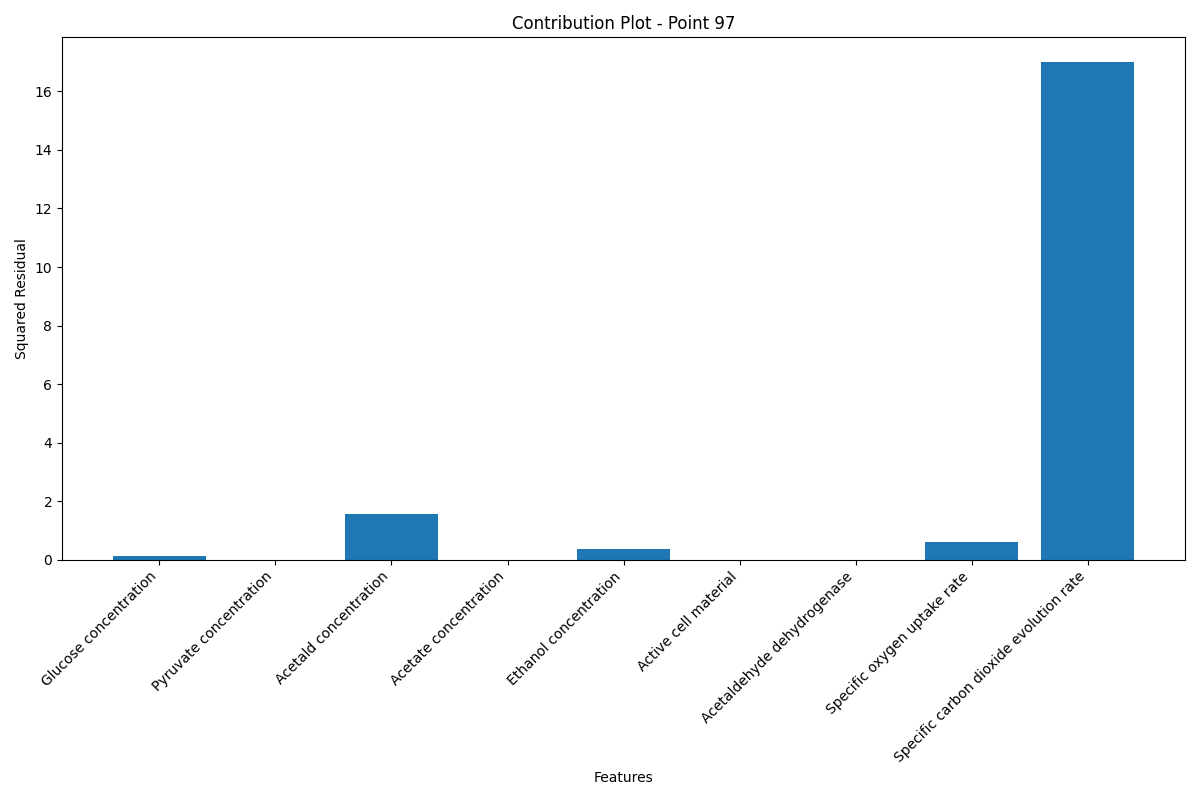 Contribution Plot - Point 97
Squared Residual
16
14
12
10
8
6
4
2
0
Glucose concentration
Pyruvate concentration
Acetald concentration
Acetate concentration
Ethanol concentration
Active cell material
Acetaldehyde dehydrogenase
Specific oxygen uptake rate
Specific carbon dioxide evolution rate
Features